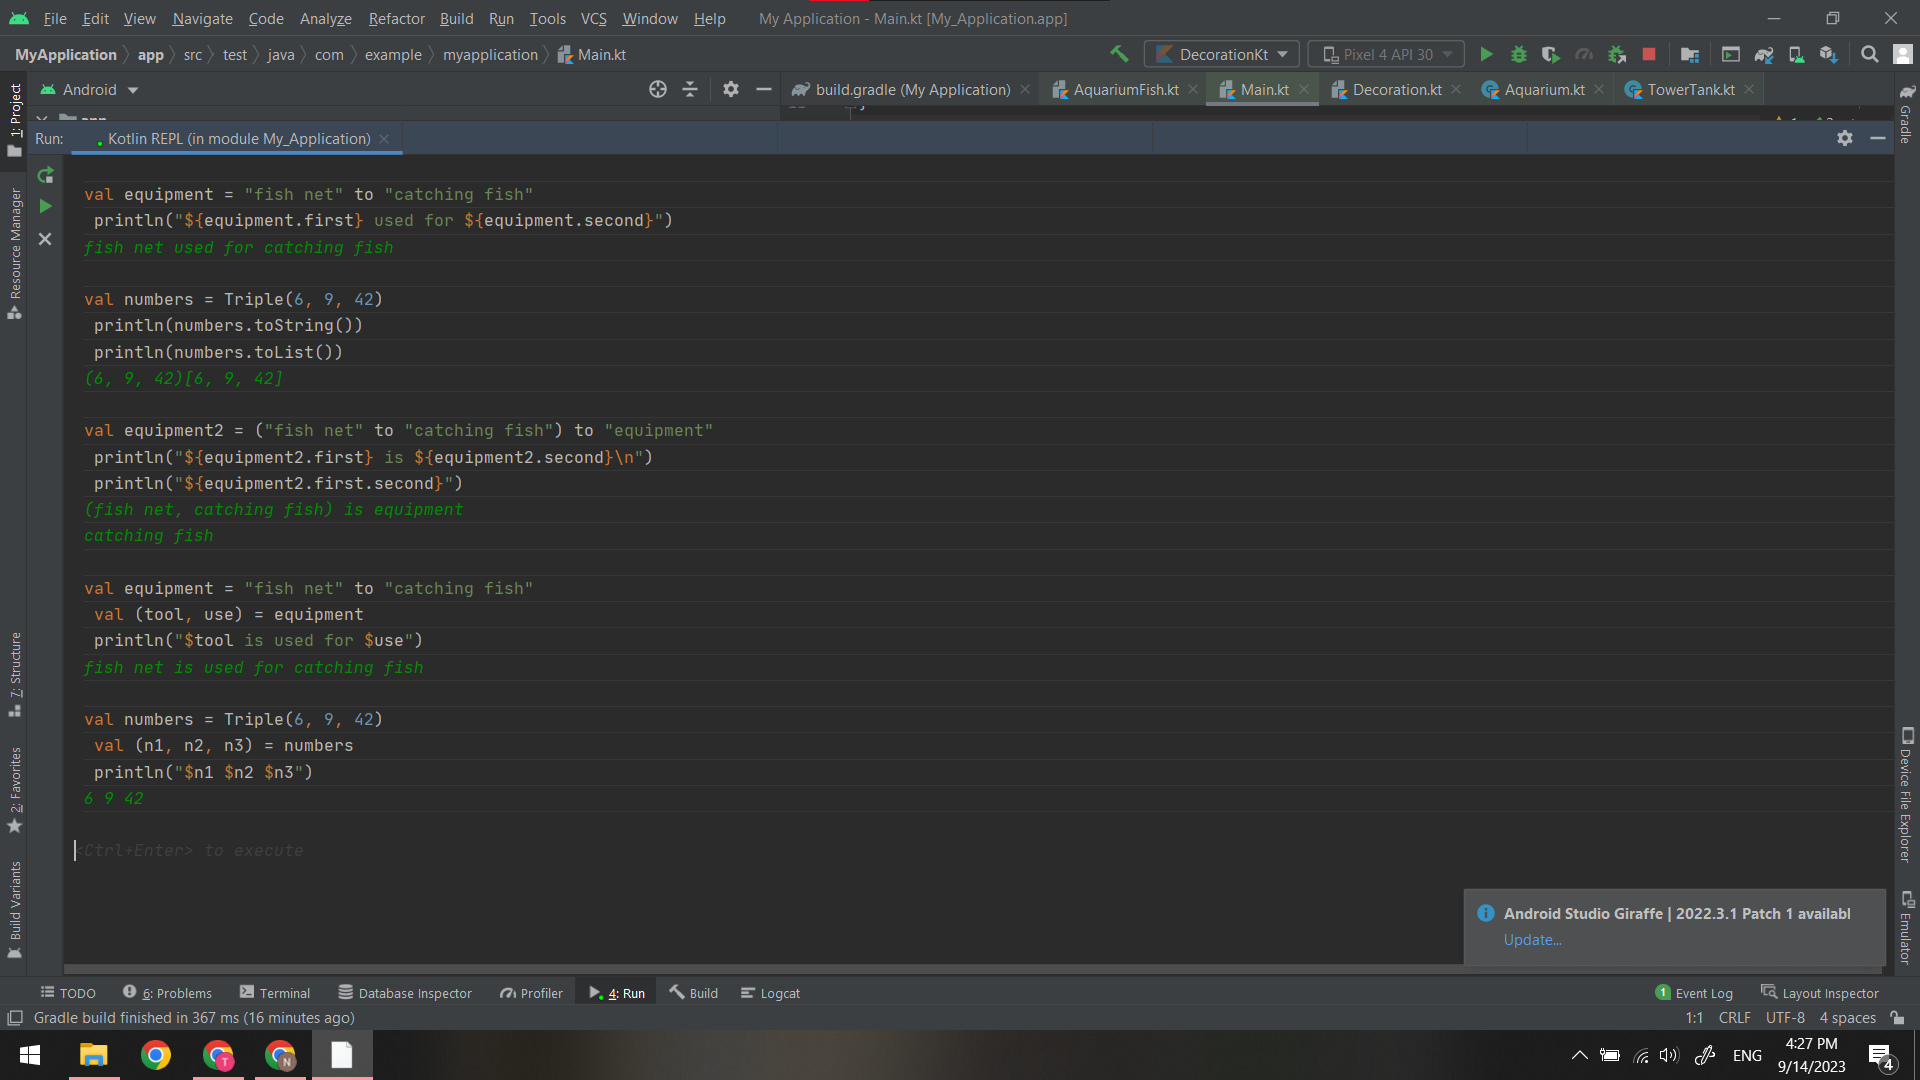 File Edit View Navigate Code Analyze Refactor Build Run Tools VCS Window Help My Application - Main.kt [My_Application.app]
MyApplication app src test java com example myapplication Main.kt DecorationKt Pixel 4 API 30
Android build.gradle (My Application) AquariumFish.kt Main.kt Decoration.kt Aquarium.kt TowerTank.kt
Run: Kotlin REPL (in module My_Application)
val equipment = "fish net" to "catching fish"
println("${equipment.first} used for ${equipment.second}")
fish net used for catching fish
val numbers = Triple(6, 9, 42)
println(numbers.toString())
println(numbers.toList())
(6, 9, 42)[6, 9, 42]
val equipment2 = ("fish net" to "catching fish") to "equipment"
println("${equipment2.first} is ${equipment2.second}\n")
println("${equipment2.first.second}")
(fish net, catching fish) is equipment
catching fish
val equipment = "fish net" to "catching fish"
val (tool, use) = equipment
println("$tool is used for $use")
fish net is used for catching fish
val numbers = Triple(6, 9, 42)
val (n1, n2, n3) = numbers
println("$n1 $n2 $n3")
6 9 42
<Ctrl+Enter> to execute
1: Project
Resource Manager
7: Structure
2: Favorites
Build Variants
Gradle
Device File Explorer
Emulator
Android Studio Giraffe | 2022.3.1 Patch 1 availabl
Update...
TODO 6: Problems Terminal Database Inspector Profiler 4: Run Build Logcat 1 Event Log Layout Inspector
Gradle build finished in 367 ms (16 minutes ago) 1:1 CRLF UTF-8 4 spaces
T N ENG 4:27 PM
9/14/2023 4